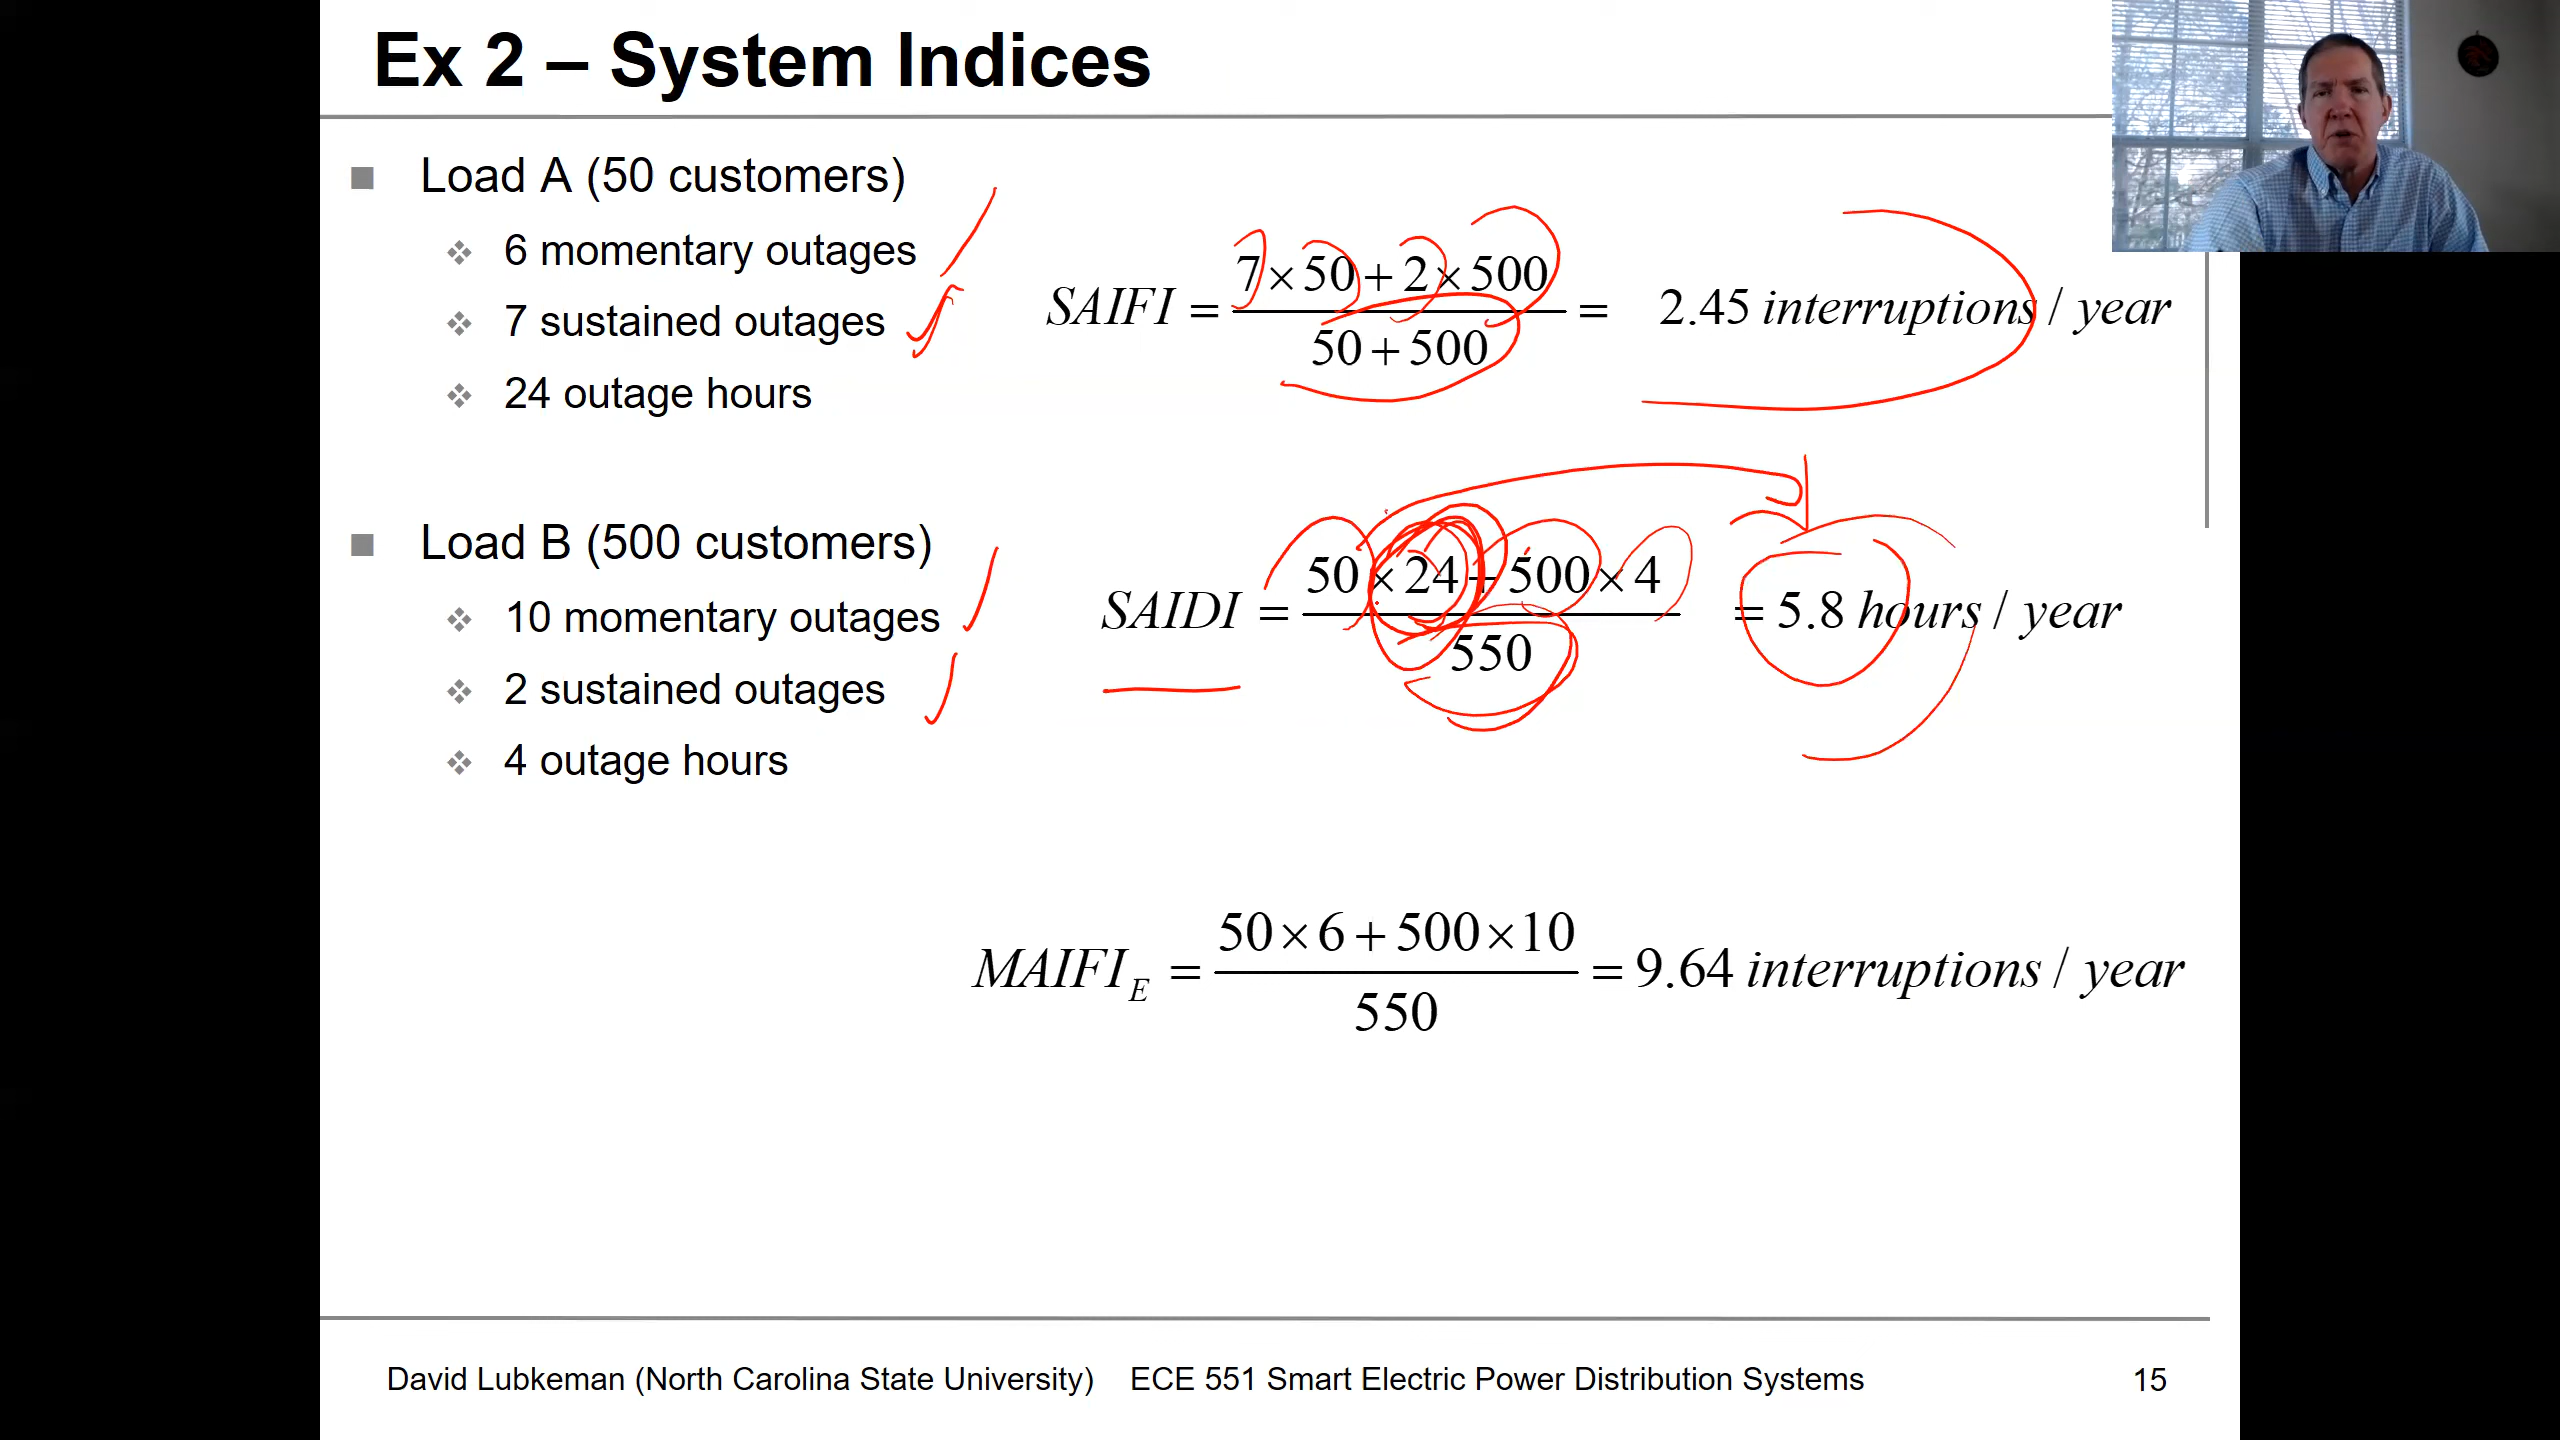 Ex 2 – System Indices
Load A (50 customers)
6 momentary outages
7 sustained outages
24 outage hours
SAIFI = (7 × 50 + 2 × 500) / (50 + 500) = 2.45 interruptions / year
Load B (500 customers)
10 momentary outages
2 sustained outages
4 outage hours
SAIDI = (50 × 24 + 500 × 4) / 550 = 5.8 hours / year
MAIFI_E = (50 × 6 + 500 × 10) / 550 = 9.64 interruptions / year
David Lubkeman (North Carolina State University) ECE 551 Smart Electric Power Distribution Systems 15